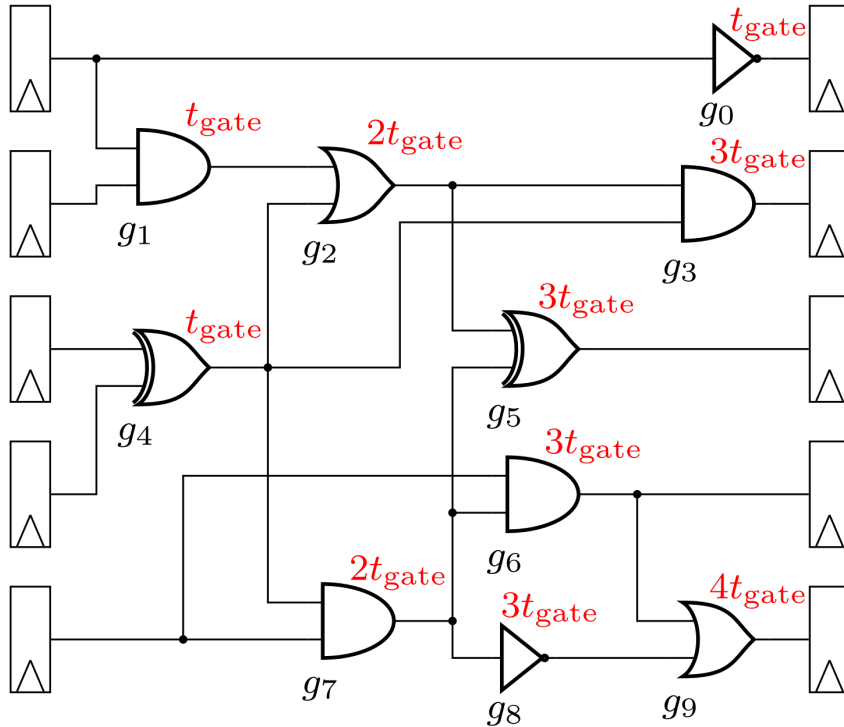 t_gate
g_0
t_gate
2t_gate
3t_gate
g_1
g_2
g_3
t_gate
3t_gate
g_4
g_5
3t_gate
g_6
2t_gate
3t_gate
4t_gate
g_7
g_8
g_9